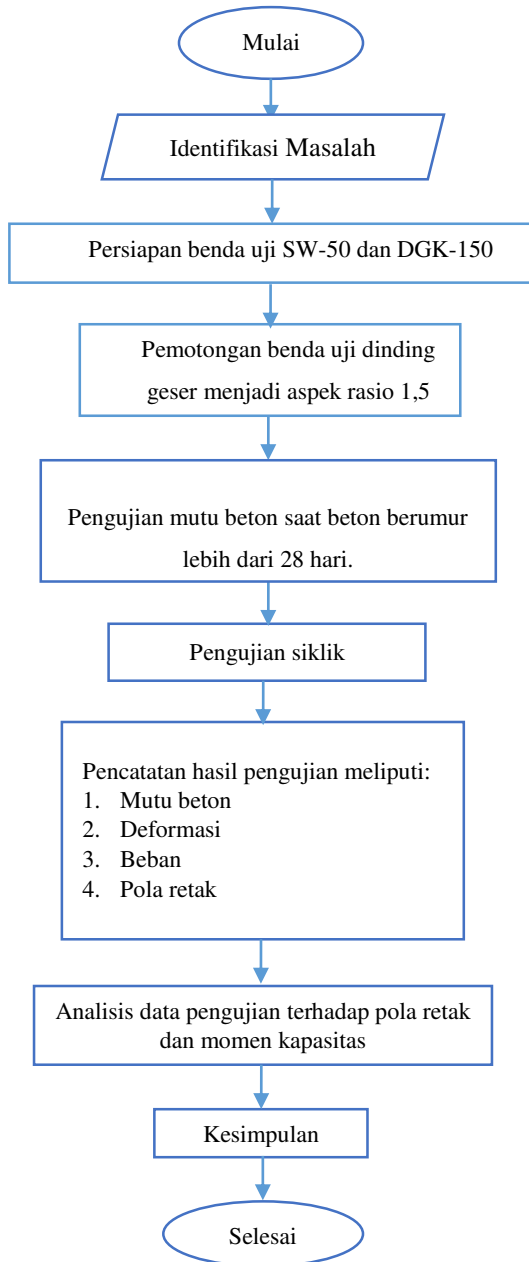 Mulai
Identifikasi Masalah
Persiapan benda uji SW-50 dan DGK-150
Pemotongan benda uji dinding
geser menjadi aspek rasio 1,5
Pengujian mutu beton saat beton berumur
lebih dari 28 hari.
Pengujian siklik
Pencatatan hasil pengujian meliputi:
1. Mutu beton
2. Deformasi
3. Beban
4. Pola retak
Analisis data pengujian terhadap pola retak
dan momen kapasitas
Kesimpulan
Selesai